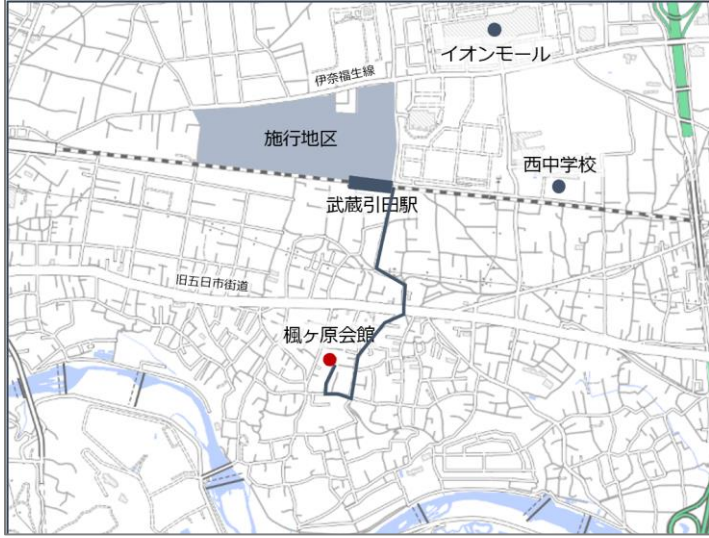 イオンモール
伊奈福生線
施行地区
西中学校
武蔵引田駅
旧五日市街道
楓ヶ原会館